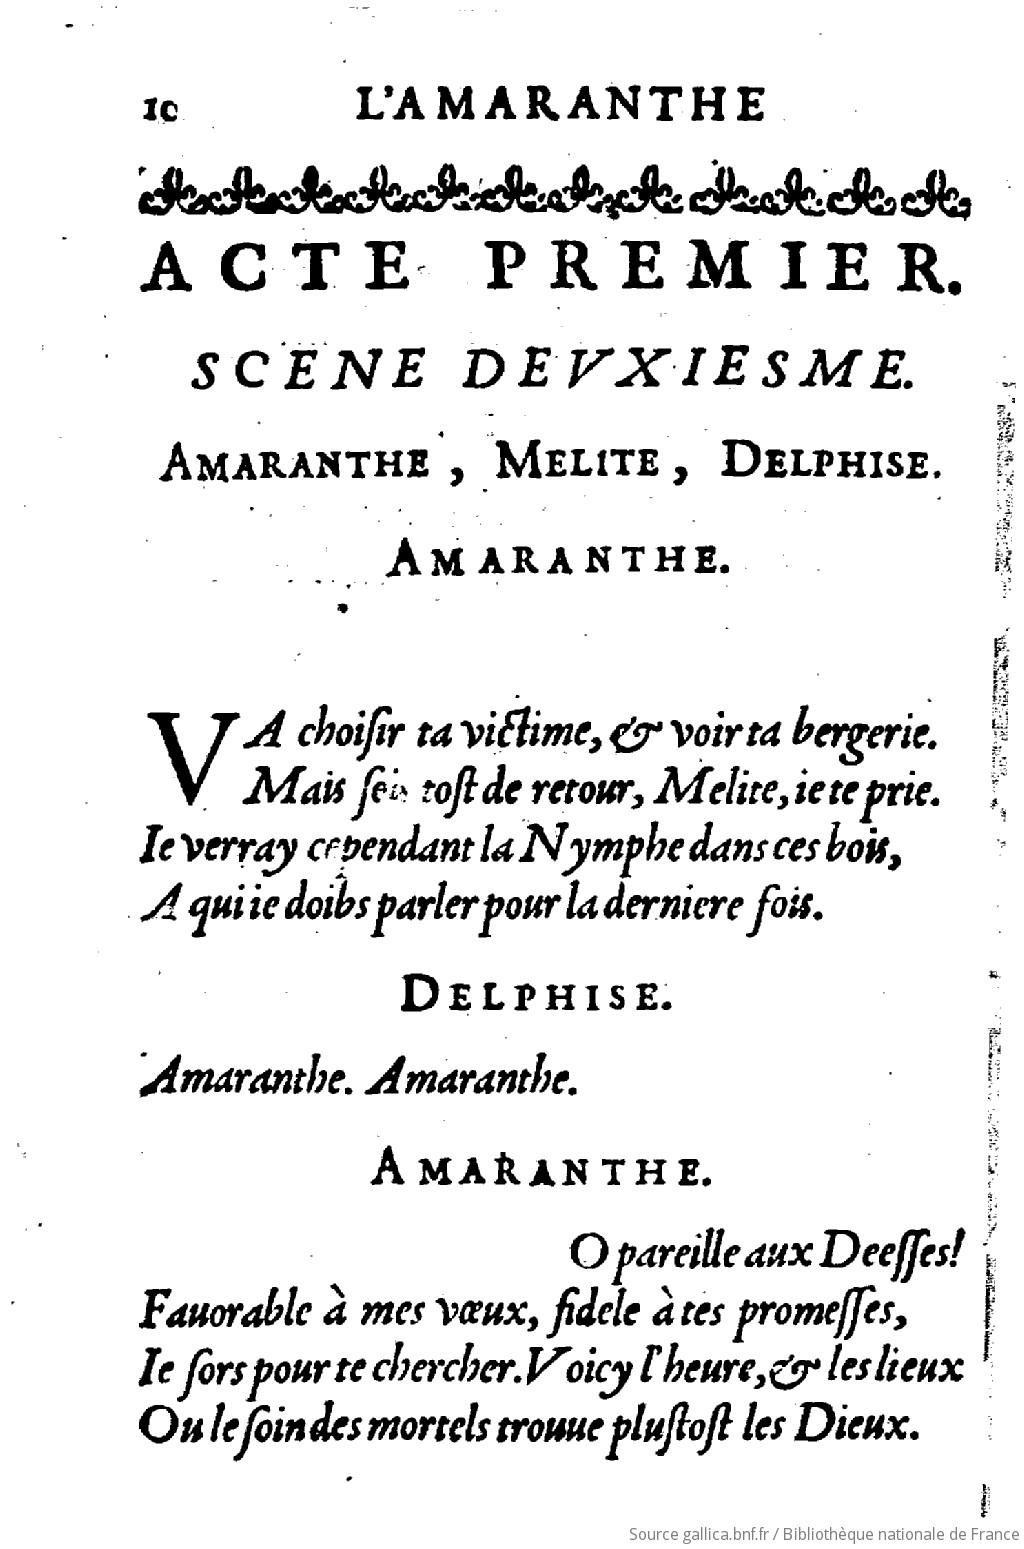 10 L'AMARANTHE
ACTE PREMIER.
SCENE DEVXIESME.
AMARANTHE, MELITE, DELPHISE.
AMARANTHE.
VA choiſir ta victime, & voir ta bergerie.
Mais ſois toſt de retour, Melite, ie te prie.
Ie verray cependant la Nymphe dans ces bois,
A qui ie doibs parler pour la derniere fois.
DELPHISE.
Amaranthe. Amaranthe.
AMARANTHE.
O pareille aux Deeſſes!
Fauorable à mes vœux, fidele à tes promeſſes,
Ie ſors pour te chercher. Voicy l'heure, & les lieux
Ou le ſoin des mortels trouue pluſtoſt les Dieux.
Source gallica.bnf.fr / Bibliothèque nationale de France